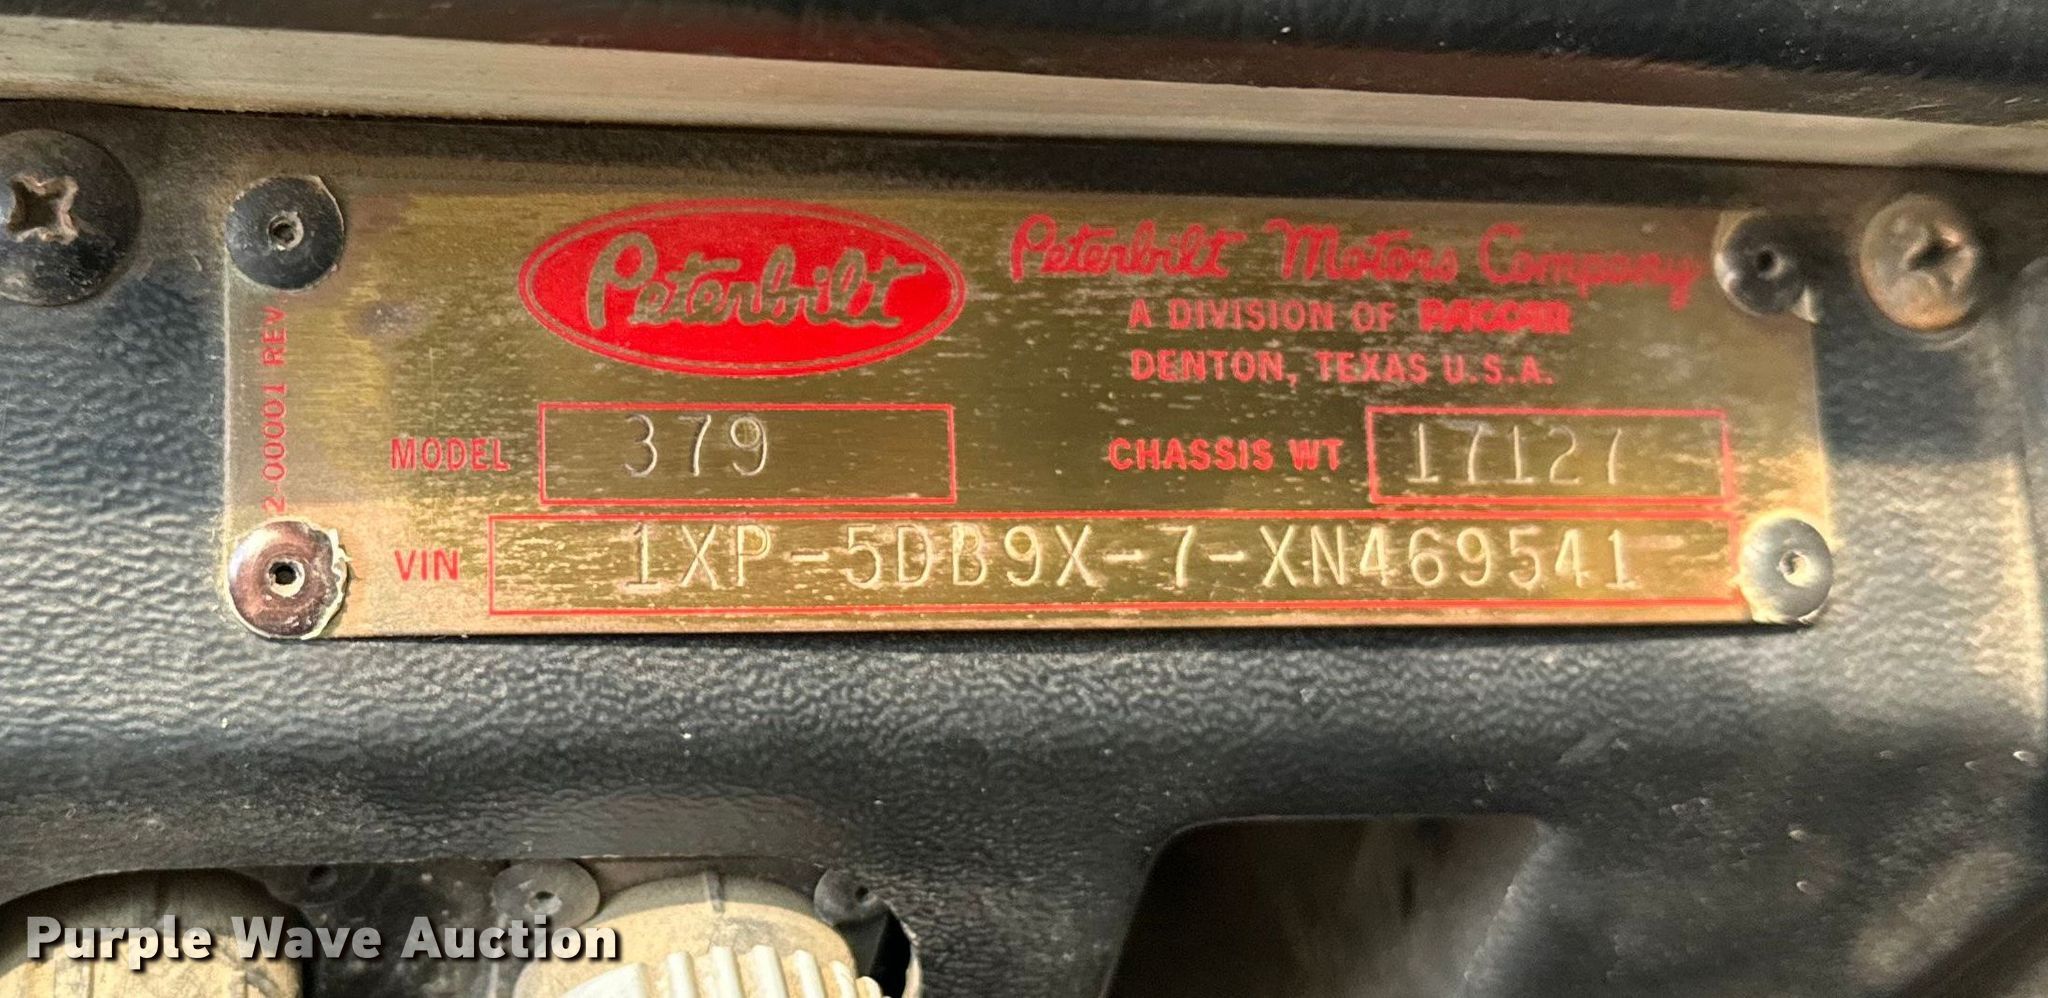 Peterbilt
Peterbilt Motors Company
A DIVISION OF PACCAR
DENTON, TEXAS U.S.A.
2-00001 REV.
MODEL 379
CHASSIS WT 17127
VIN 1XP-5DB9X-7-XN469541
Purple Wave Auction